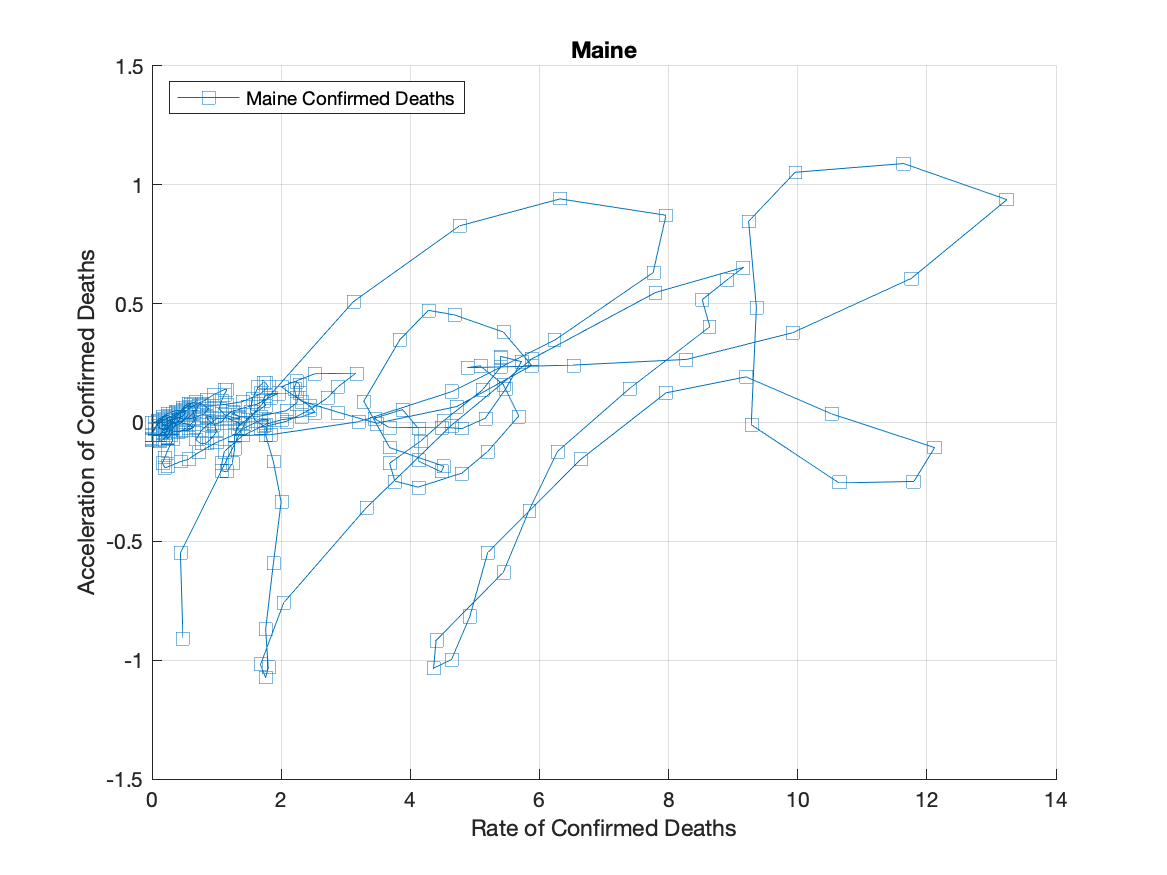 Maine
Maine Confirmed Deaths
1.5
1
0.5
0
-0.5
-1
-1.5
Acceleration of Confirmed Deaths
0 2 4 6 8 10 12 14
Rate of Confirmed Deaths